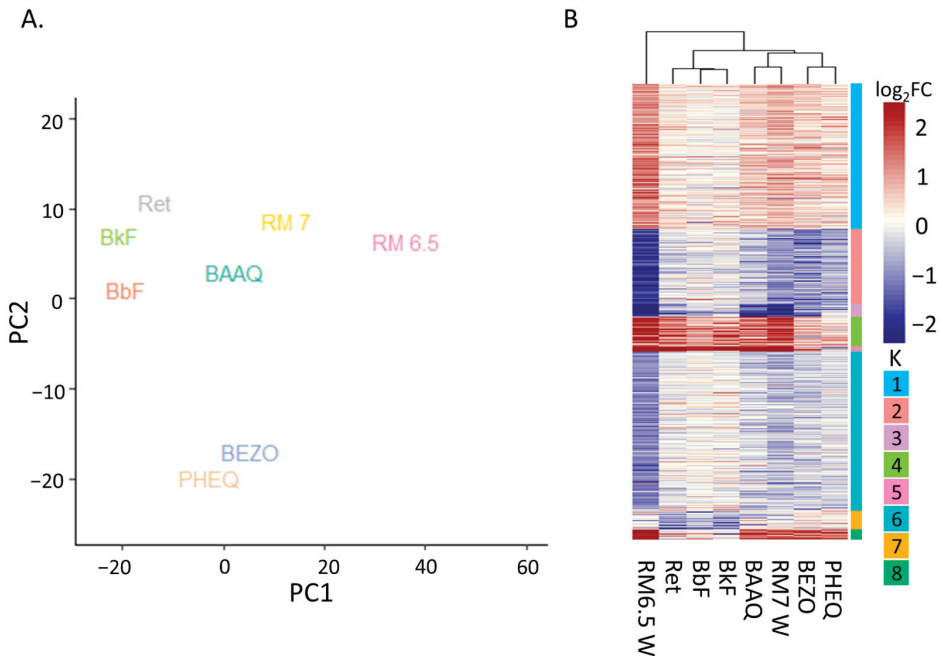 A.
20
10
0
−10
−20
PC2
Ret
BkF
RM 7
RM 6.5
BAAQ
BbF
BEZO
PHEQ
−20 0 20 40 60
PC1
B
RM6.5 W
Ret
BbF
BkF
BAAQ
RM7 W
BEZO
PHEQ
log₂FC
2
1
0
−1
−2
K
1
2
3
4
5
6
7
8